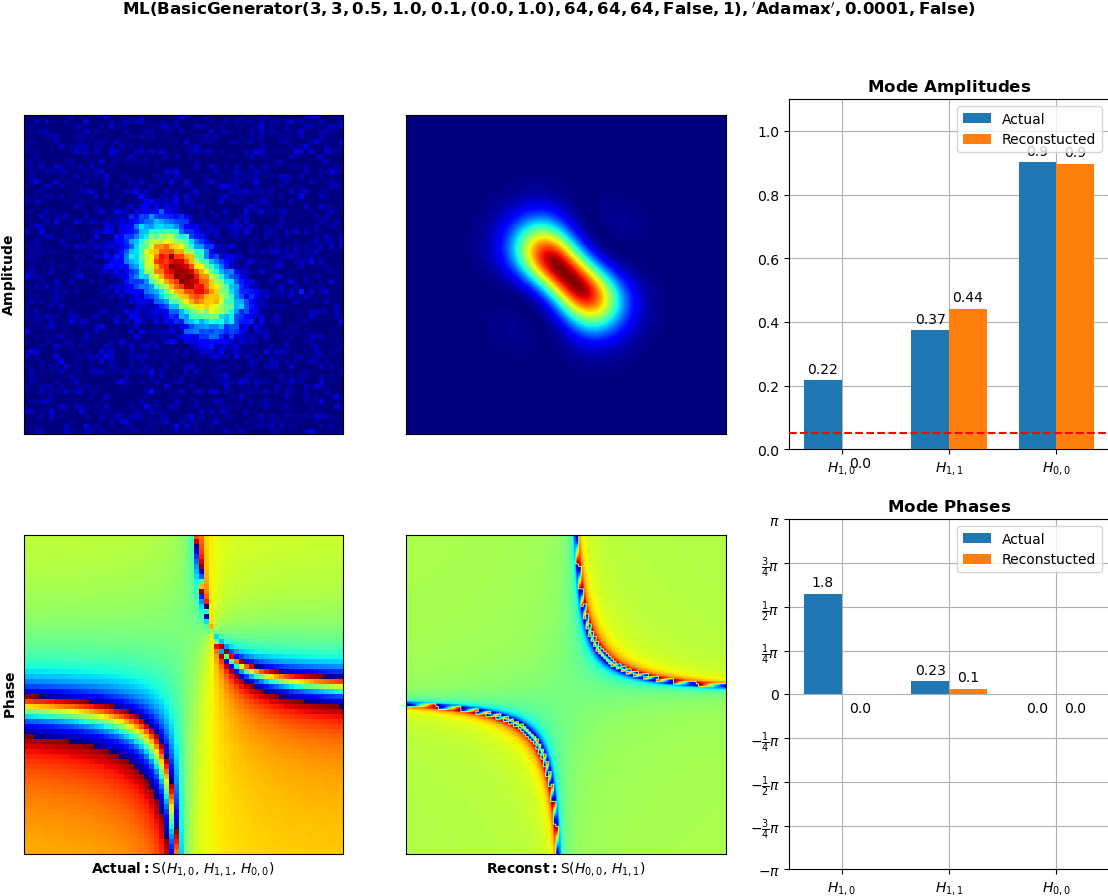 ML(BasicGenerator(3, 3, 0.5, 1.0, 0.1, (0.0, 1.0), 64, 64, 64, False, 1), 'Adamax', 0.0001, False)
Mode Amplitudes
Actual
Reconstucted
1.0
0.8
0.6
0.4
0.2
0.0
0.22
0.0
0.37
0.44
0.9
0.9
H1,0
H1,1
H0,0
Amplitude
Mode Phases
Actual
Reconstucted
π
3/4π
1/2π
1/4π
0
−1/4π
−1/2π
−3/4π
−π
1.8
0.0
0.23
0.1
0.0
0.0
H1,0
H1,1
H0,0
Phase
Actual: S(H1,0, H1,1, H0,0)
Reconst: S(H0,0, H1,1)